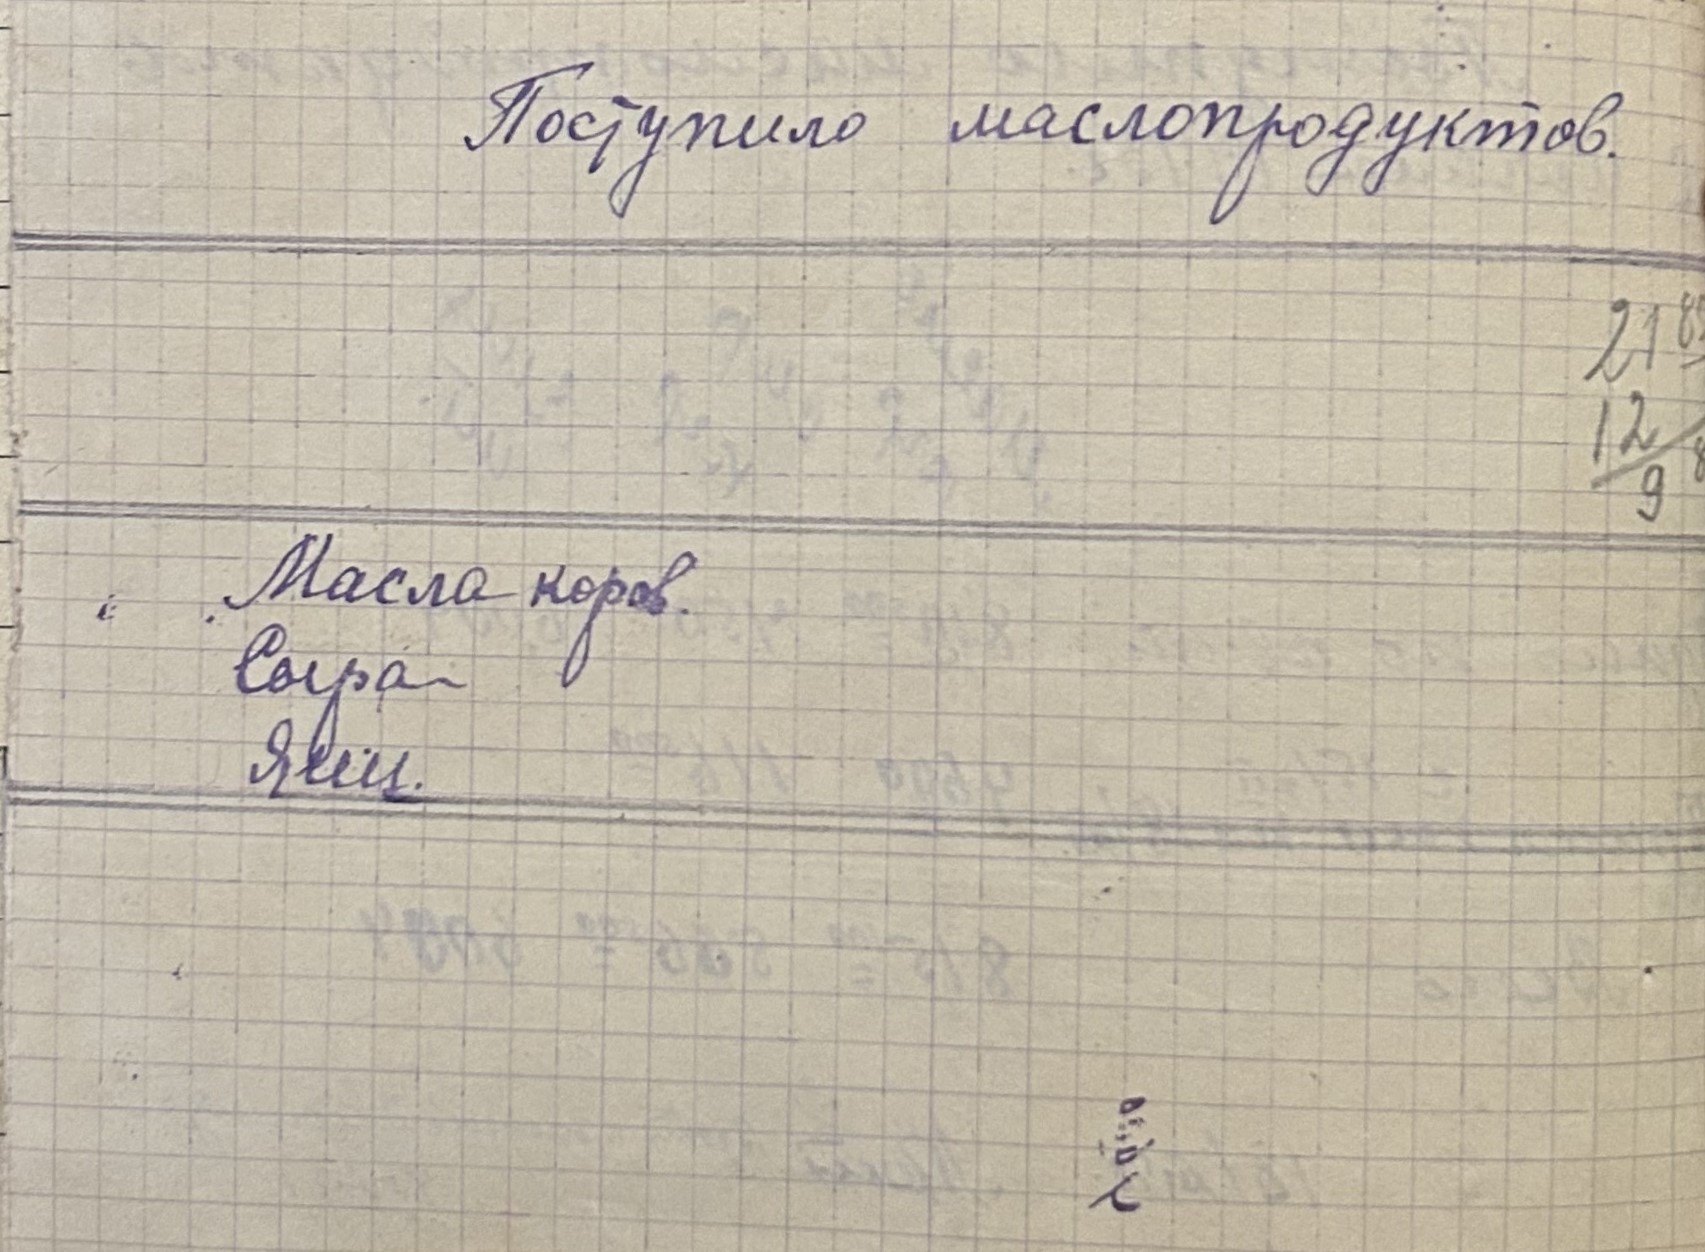 Поступило маслопродуктов.
21
12
9
Масла коров.
Сыра
Яиц.